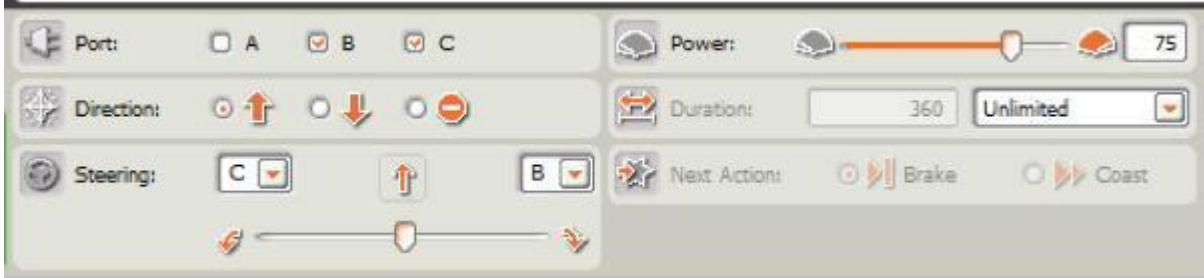 Port: A B C
Power: 75
Direction:
Duration: 360 Unlimited
Steering: C B
Next Action: Brake Coast